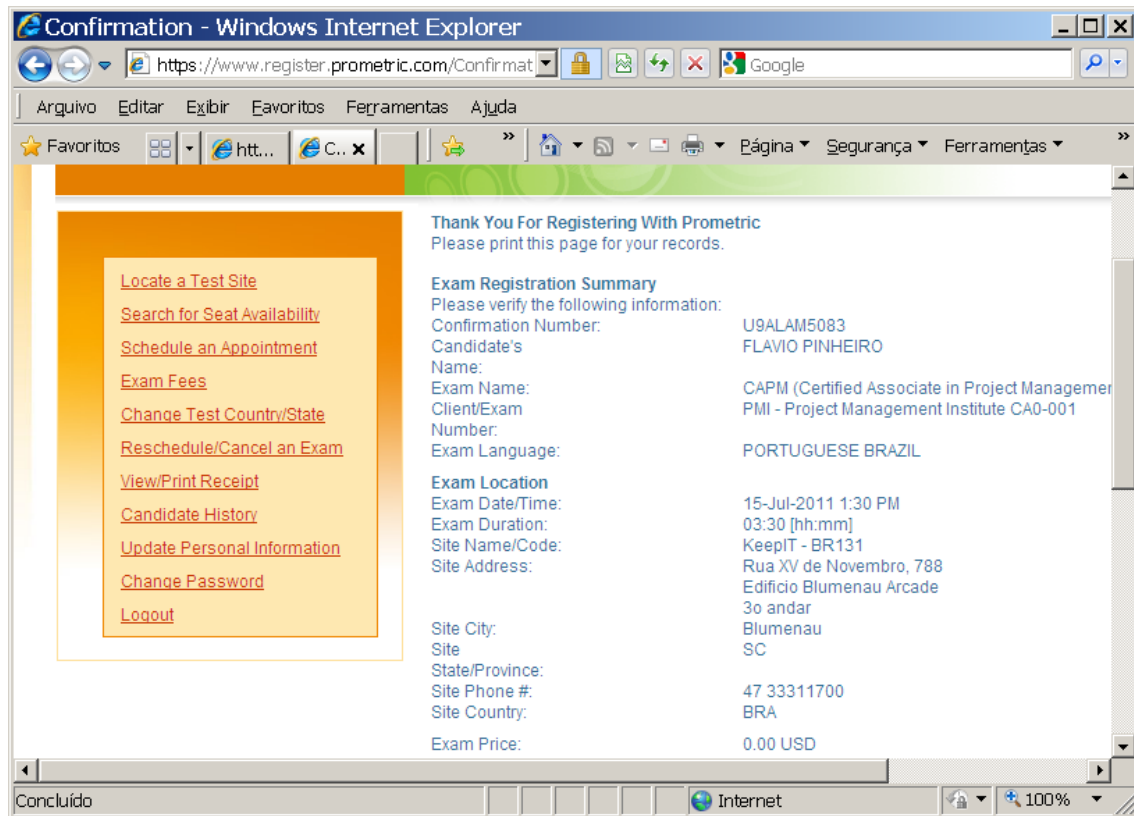 Confirmation - Windows Internet Explorer
https://www.register.prometric.com/Confirmat
Google
Arquivo Editar Exibir Favoritos Ferramentas Ajuda
Favoritos htt... C.. x » Página Segurança Ferramentas »
Thank You For Registering With Prometric
Please print this page for your records.
Locate a Test Site
Search for Seat Availability
Schedule an Appointment
Exam Fees
Change Test Country/State
Reschedule/Cancel an Exam
View/Print Receipt
Candidate History
Update Personal Information
Change Password
Logout
Exam Registration Summary
Please verify the following information:
Confirmation Number: U9ALAM5083
Candidate's FLAVIO PINHEIRO
Name:
Exam Name: CAPM (Certified Associate in Project Managemen
Client/Exam PMI - Project Management Institute CA0-001
Number:
Exam Language: PORTUGUESE BRAZIL
Exam Location
Exam Date/Time: 15-Jul-2011 1:30 PM
Exam Duration: 03:30 [hh:mm]
Site Name/Code: KeepIT - BR131
Site Address: Rua XV de Novembro, 788
Edificio Blumenau Arcade
3o andar
Site City: Blumenau
Site SC
State/Province:
Site Phone #: 47 33311700
Site Country: BRA
Exam Price: 0.00 USD
Concluído Internet 100%